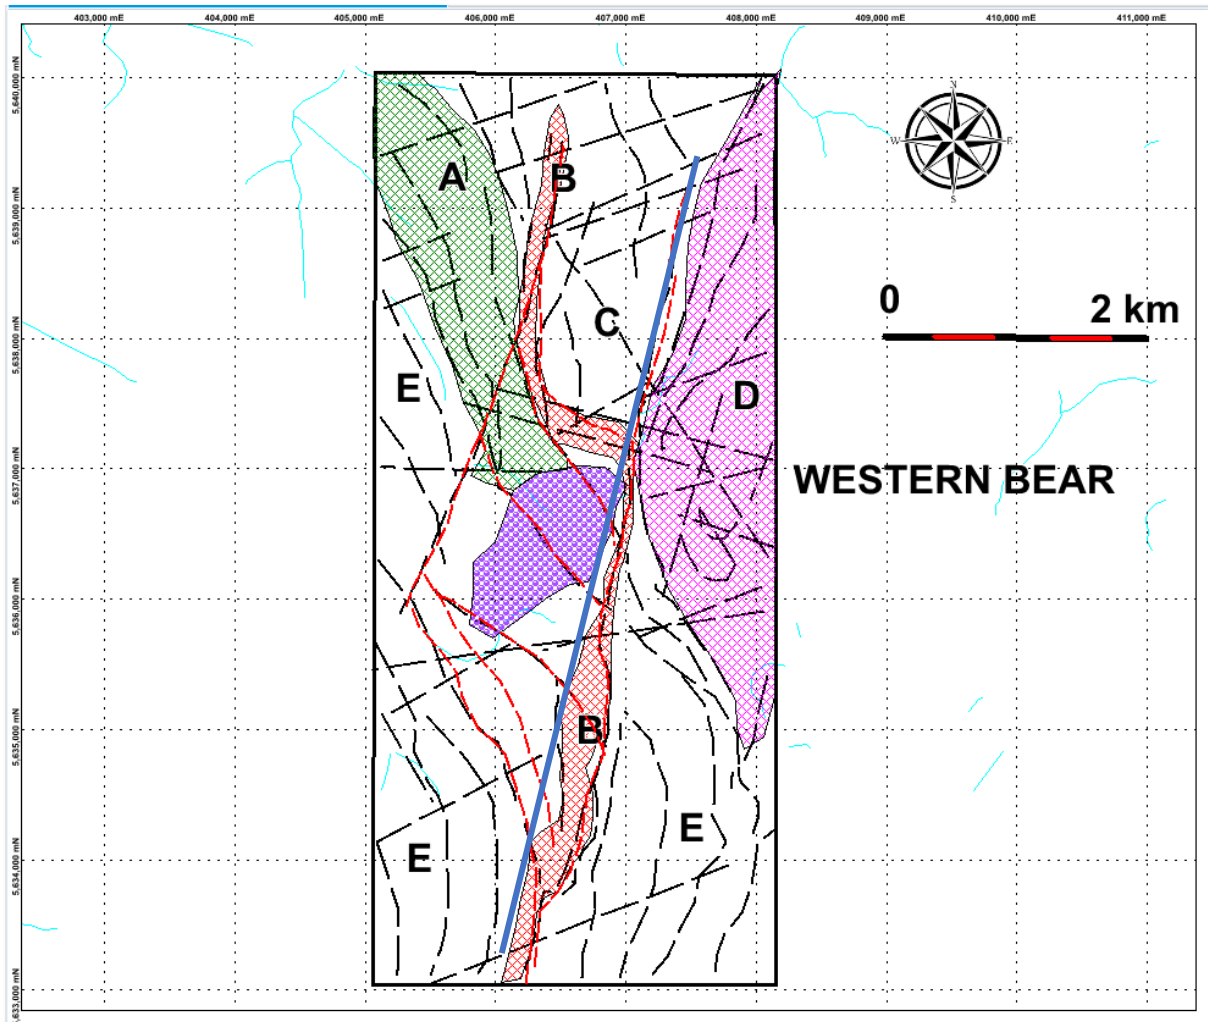 403,000 mE 404,000 mE 405,000 mE 406,000 mE 407,000 mE 408,000 mE 409,000 mE 410,000 mE 411,000 mE
5,640,000 mN
5,639,000 mN
5,638,000 mN
5,637,000 mN
5,636,000 mN
5,635,000 mN
5,634,000 mN
5,633,000 mN
N
W E
S
A B
0 2 km
C
E D
WESTERN BEAR
B
E
E